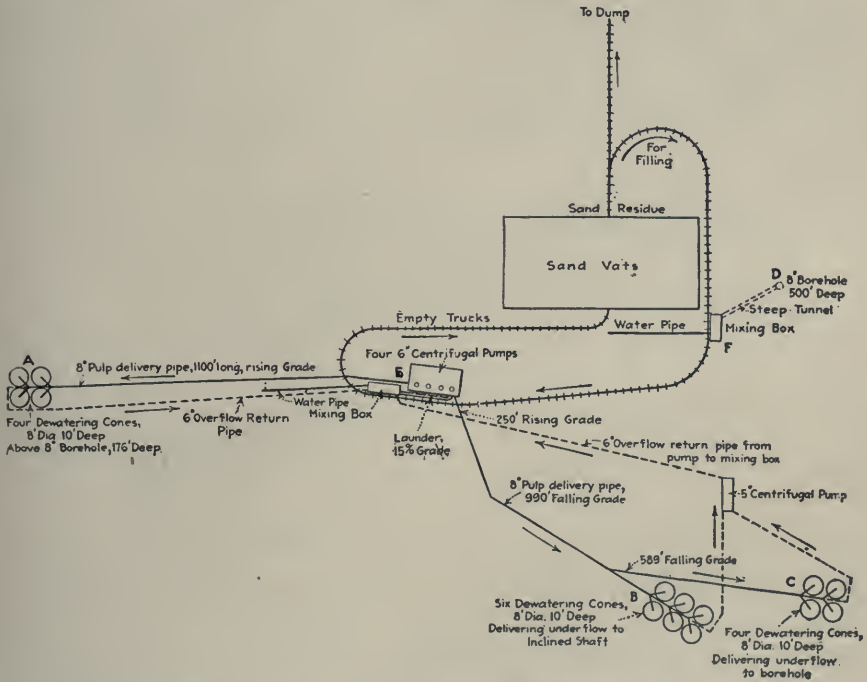 To Dump
For
Filling
Sand Residue
Sand Vats
D
8" Borehole
500' Deep
Steep Tunnel
Water Pipe
Mixing Box
F
Empty Trucks
Four 6" Centrifugal Pumps
A
8" Pulp delivery pipe, 1100' long, rising Grade
E
Water Pipe
Mixing Box
6" Overflow Return
Pipe
Four Dewatering Cones,
8' Dia. 10' Deep
Above 8" Borehole, 176' Deep.
Launder,
15% Grade
250' Rising Grade
6" Overflow return pipe from
pump to mixing box
8" Pulp delivery pipe,
990' Falling Grade
5" Centrifugal Pump
589' Falling Grade
B
C
Six Dewatering Cones,
8' Dia. 10' Deep
Delivering underflow to
Inclined Shaft
Four Dewatering Cones,
8' Dia. 10' Deep
Delivering underflow
to borehole